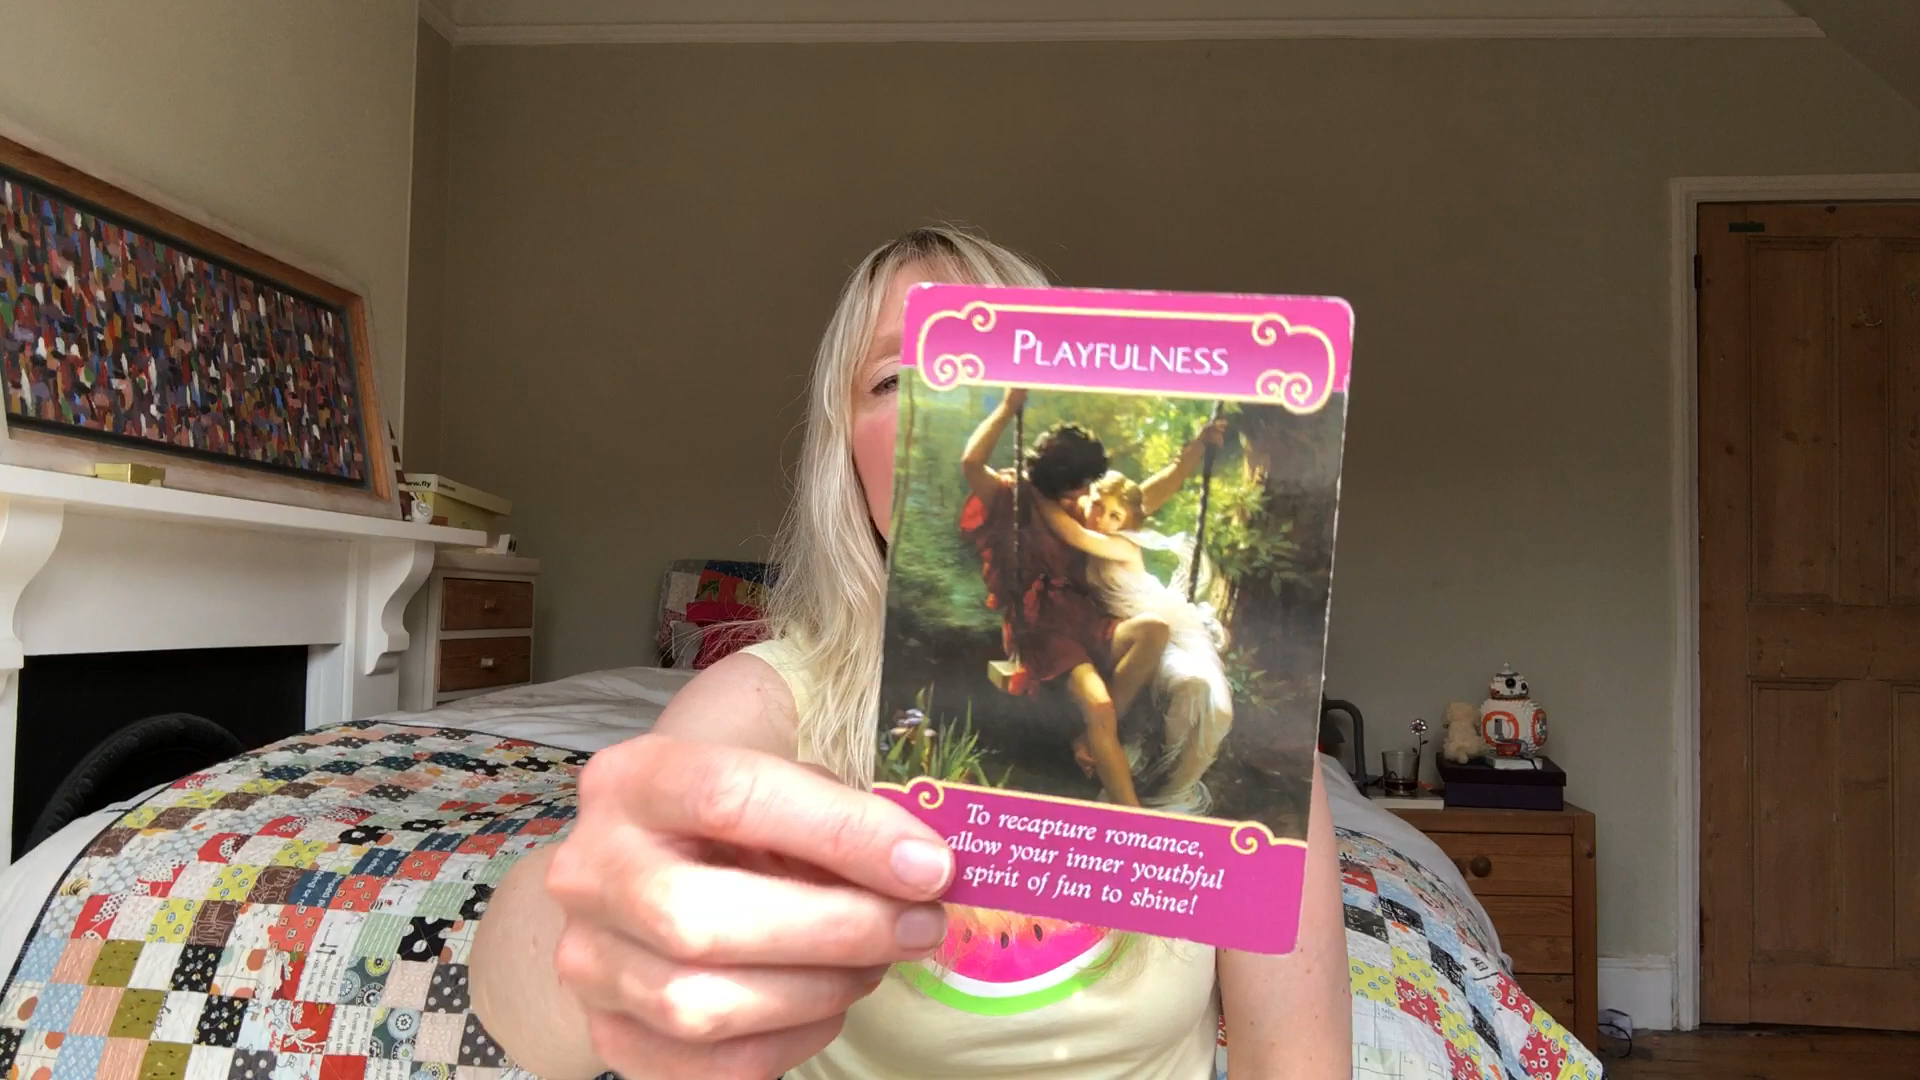 PLAYFULNESS
To recapture romance,
allow your inner youthful
spirit of fun to shine!